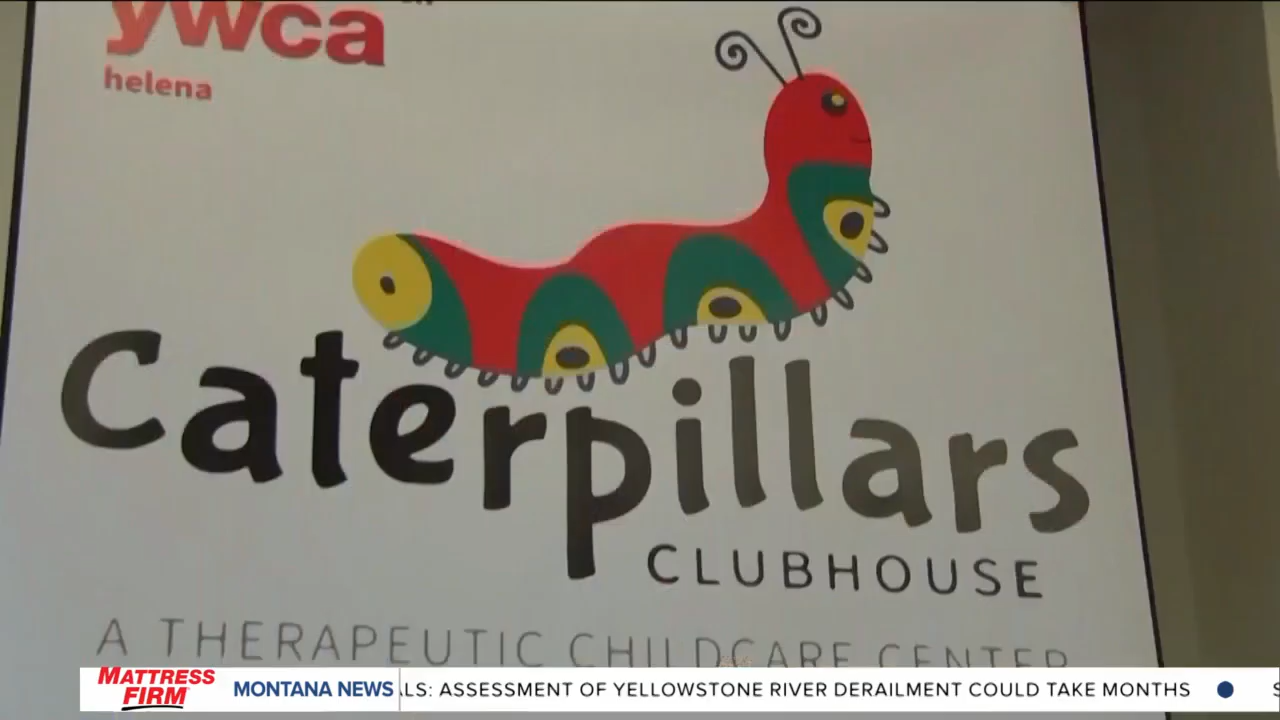 ywca
helena
Caterpillars
CLUBHOUSE
A THERAPEUTIC CHILDCARE CENTER
MATTRESS FIRM MONTANA NEWS LS: ASSESSMENT OF YELLOWSTONE RIVER DERAILMENT COULD TAKE MONTHS • S